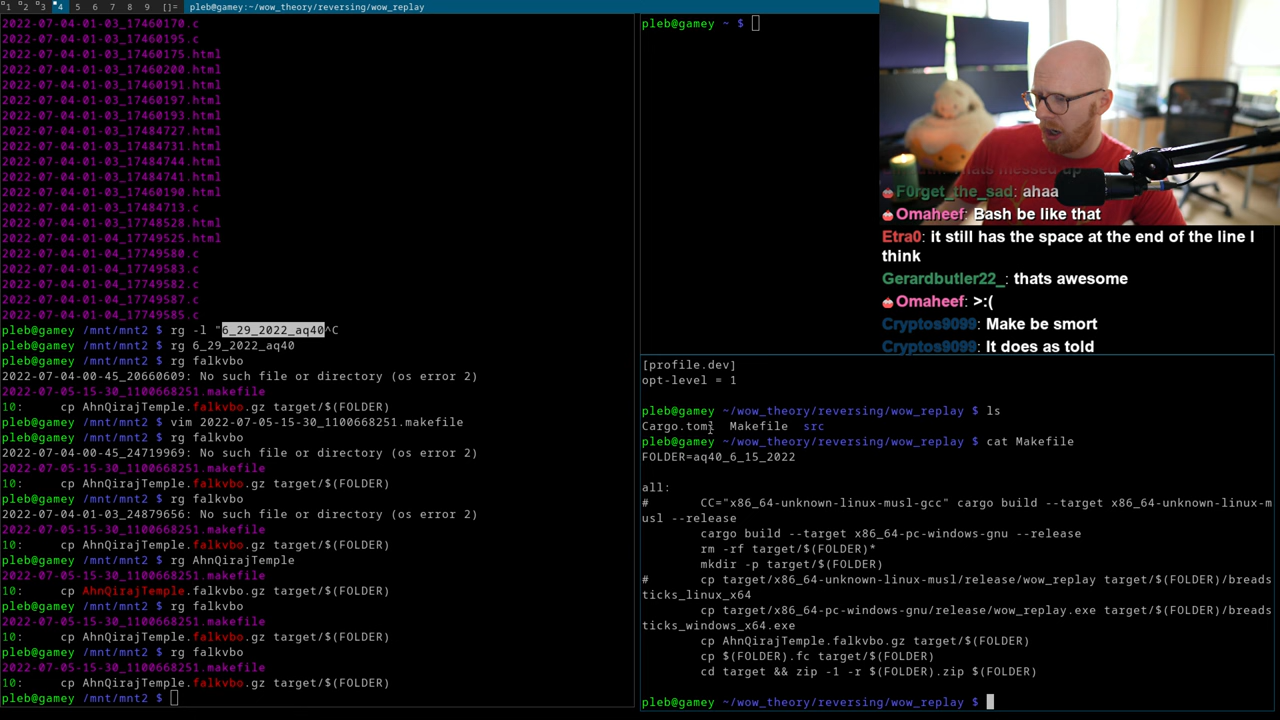 1 2 3 4 5 6 7 8 9 []= pleb@gamey:~/wow_theory/reversing/wow_replay
2022-07-04-01-03_17460170.c
2022-07-04-01-03_17460195.c
2022-07-04-01-03_17460175.html
2022-07-04-01-03_17460200.html
2022-07-04-01-03_17460191.html
2022-07-04-01-03_17460197.html
2022-07-04-01-03_17460193.html
2022-07-04-01-03_17484727.html
2022-07-04-01-03_17484731.html
2022-07-04-01-03_17484744.html
2022-07-04-01-03_17484741.html
2022-07-04-01-03_17460190.html
2022-07-04-01-03_17484713.c
2022-07-04-01-03_17748528.html
2022-07-04-01-04_17749525.html
2022-07-04-01-04_17749580.c
2022-07-04-01-04_17749583.c
2022-07-04-01-04_17749582.c
2022-07-04-01-04_17749587.c
2022-07-04-01-04_17749585.c
pleb@gamey /mnt/mnt2 $ rg -l "6_29_2022_aq40^C
pleb@gamey /mnt/mnt2 $ rg 6_29_2022_aq40
pleb@gamey /mnt/mnt2 $ rg falkvbo
2022-07-04-00-45_20660609: No such file or directory (os error 2)
2022-07-05-15-30_1100668251.makefile
10: cp AhnQirajTemple.falkvbo.gz target/$(FOLDER)
pleb@gamey /mnt/mnt2 $ vim 2022-07-05-15-30_1100668251.makefile
pleb@gamey /mnt/mnt2 $ rg falkvbo
2022-07-04-00-45_24719969: No such file or directory (os error 2)
2022-07-05-15-30_1100668251.makefile
10: cp AhnQirajTemple.falkvbo.gz target/$(FOLDER)
pleb@gamey /mnt/mnt2 $ rg falkvbo
2022-07-04-01-03_24879656: No such file or directory (os error 2)
2022-07-05-15-30_1100668251.makefile
10: cp AhnQirajTemple.falkvbo.gz target/$(FOLDER)
pleb@gamey /mnt/mnt2 $ rg AhnQirajTemple
2022-07-05-15-30_1100668251.makefile
10: cp AhnQirajTemple.falkvbo.gz target/$(FOLDER)
pleb@gamey /mnt/mnt2 $ rg falkvbo
2022-07-05-15-30_1100668251.makefile
10: cp AhnQirajTemple.falkvbo.gz target/$(FOLDER)
pleb@gamey /mnt/mnt2 $ rg falkvbo
2022-07-05-15-30_1100668251.makefile
10: cp AhnQirajTemple.falkvbo.gz target/$(FOLDER)
pleb@gamey /mnt/mnt2 $
pleb@gamey ~ $
messed up
F0rget_the_sad: ahaa
Omaheef: Bash be like that
Etra0: it still has the space at the end of the line I
think
Gerardbutler22_: thats awesome
Omaheef: >:(
Cryptos9099: Make be smort
Cryptos9099: It does as told
[profile.dev]
opt-level = 1
pleb@gamey ~/wow_theory/reversing/wow_replay $ ls
Cargo.toml Makefile src
pleb@gamey ~/wow_theory/reversing/wow_replay $ cat Makefile
FOLDER=aq40_6_15_2022
all:
# CC="x86_64-unknown-linux-musl-gcc" cargo build --target x86_64-unknown-linux-m
usl --release
cargo build --target x86_64-pc-windows-gnu --release
rm -rf target/$(FOLDER)*
mkdir -p target/$(FOLDER)
# cp target/x86_64-unknown-linux-musl/release/wow_replay target/$(FOLDER)/breads
ticks_linux_x64
cp target/x86_64-pc-windows-gnu/release/wow_replay.exe target/$(FOLDER)/breads
ticks_windows_x64.exe
cp AhnQirajTemple.falkvbo.gz target/$(FOLDER)
cp $(FOLDER).fc target/$(FOLDER)
cd target && zip -1 -r $(FOLDER).zip $(FOLDER)
pleb@gamey ~/wow_theory/reversing/wow_replay $